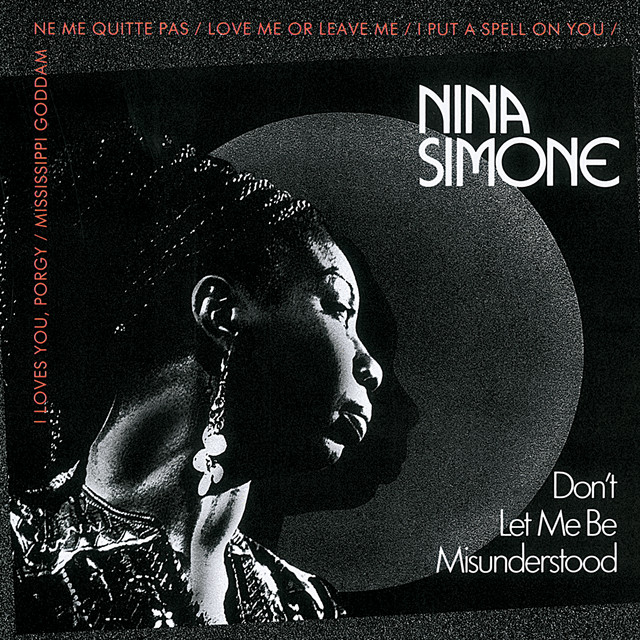 NE ME QUITTE PAS / LOVE ME OR LEAVE ME / I PUT A SPELL ON YOU /
I LOVES YOU, PORGY / MISSISSIPPI GODDAM
NINA
SIMONE
Don't
Let Me Be
Misunderstood